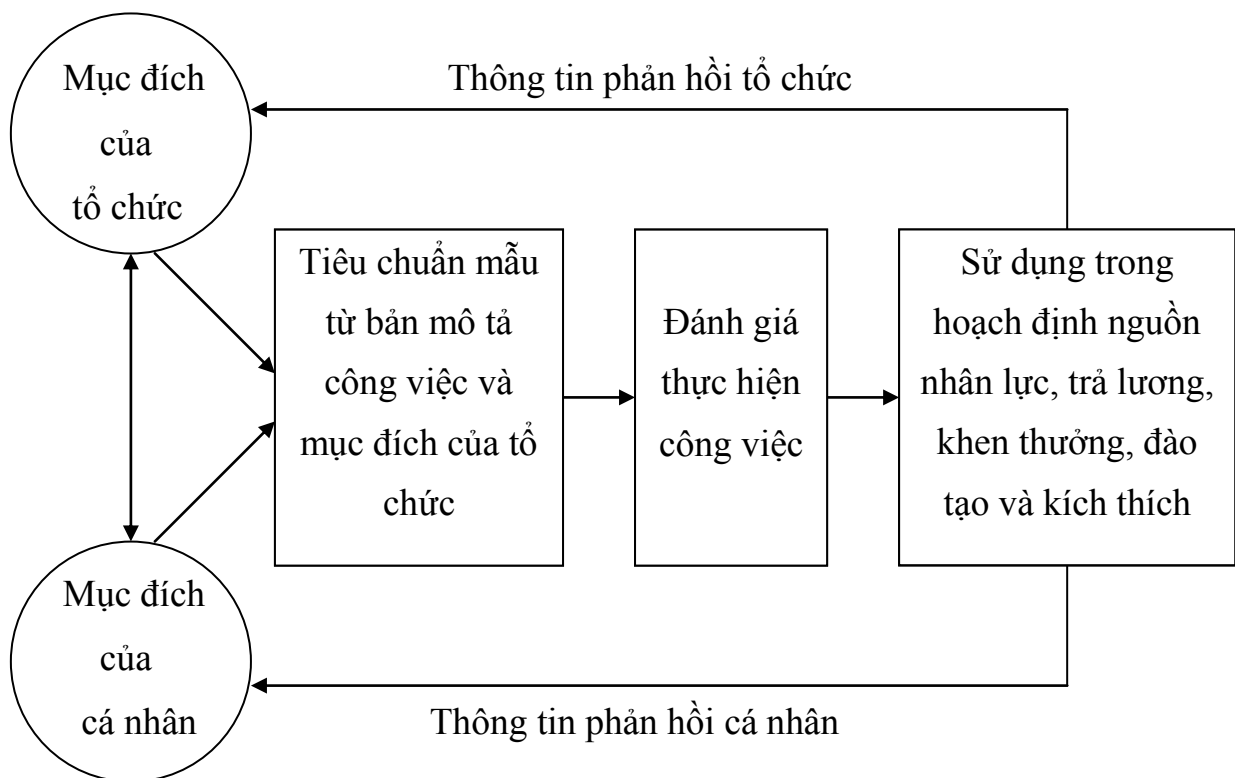 Mục đích
của
tổ chức
Thông tin phản hồi tổ chức
Tiêu chuẩn mẫu
từ bản mô tả
công việc và
mục đích của tổ
chức
Đánh giá
thực hiện
công việc
Sử dụng trong
hoạch định nguồn
nhân lực, trả lương,
khen thưởng, đào
tạo và kích thích
Mục đích
của
cá nhân
Thông tin phản hồi cá nhân